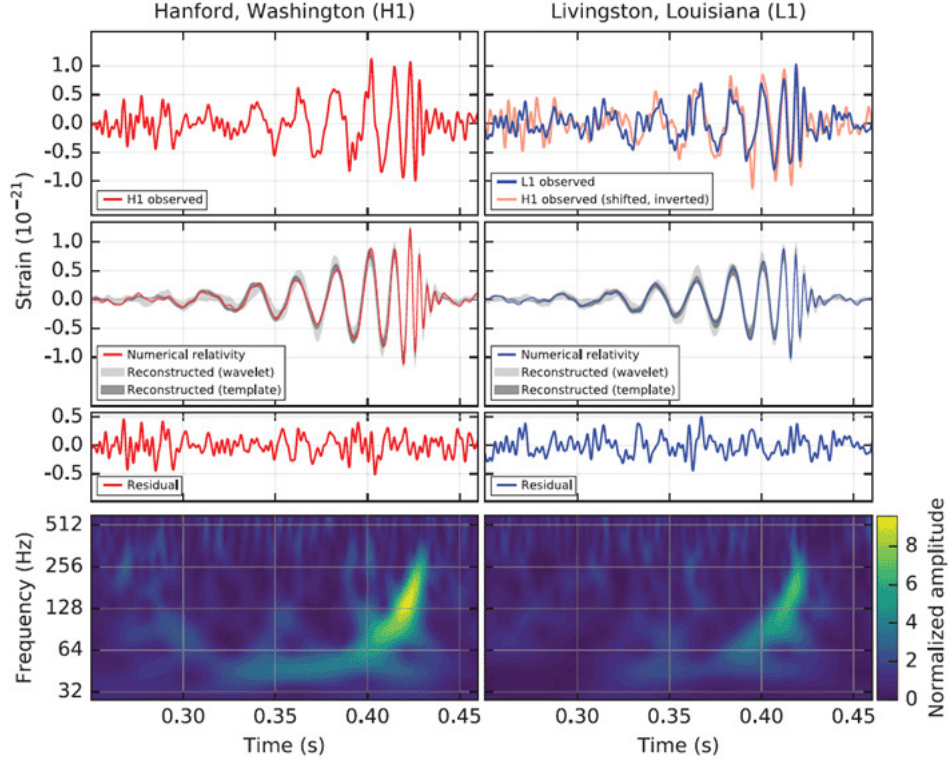 Hanford, Washington (H1)
Livingston, Louisiana (L1)
Strain (10⁻²¹)
1.0
0.5
0.0
-0.5
-1.0
H1 observed
L1 observed
H1 observed (shifted, inverted)
1.0
0.5
0.0
-0.5
-1.0
Numerical relativity
Reconstructed (wavelet)
Reconstructed (template)
Numerical relativity
Reconstructed (wavelet)
Reconstructed (template)
0.5
0.0
-0.5
Residual
Residual
Frequency (Hz)
512
256
128
64
32
Normalized amplitude
8
6
4
2
0
0.30 0.35 0.40 0.45
0.30 0.35 0.40 0.45
Time (s)
Time (s)